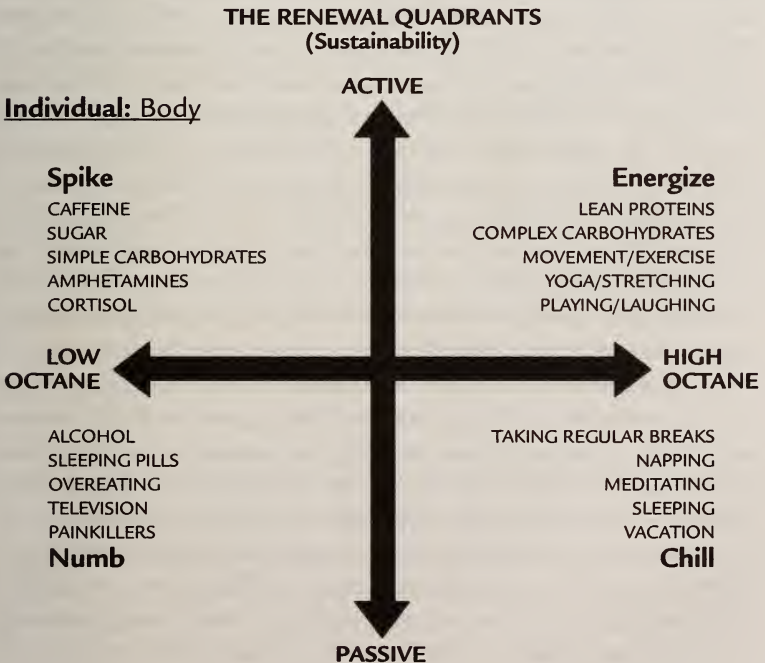 THE RENEWAL QUADRANTS
(Sustainability)
ACTIVE
Individual: Body
Spike
CAFFEINE
SUGAR
SIMPLE CARBOHYDRATES
AMPHETAMINES
CORTISOL
Energize
LEAN PROTEINS
COMPLEX CARBOHYDRATES
MOVEMENT/EXERCISE
YOGA/STRETCHING
PLAYING/LAUGHING
LOW
OCTANE
HIGH
OCTANE
ALCOHOL
SLEEPING PILLS
OVEREATING
TELEVISION
PAINKILLERS
Numb
TAKING REGULAR BREAKS
NAPPING
MEDITATING
SLEEPING
VACATION
Chill
PASSIVE